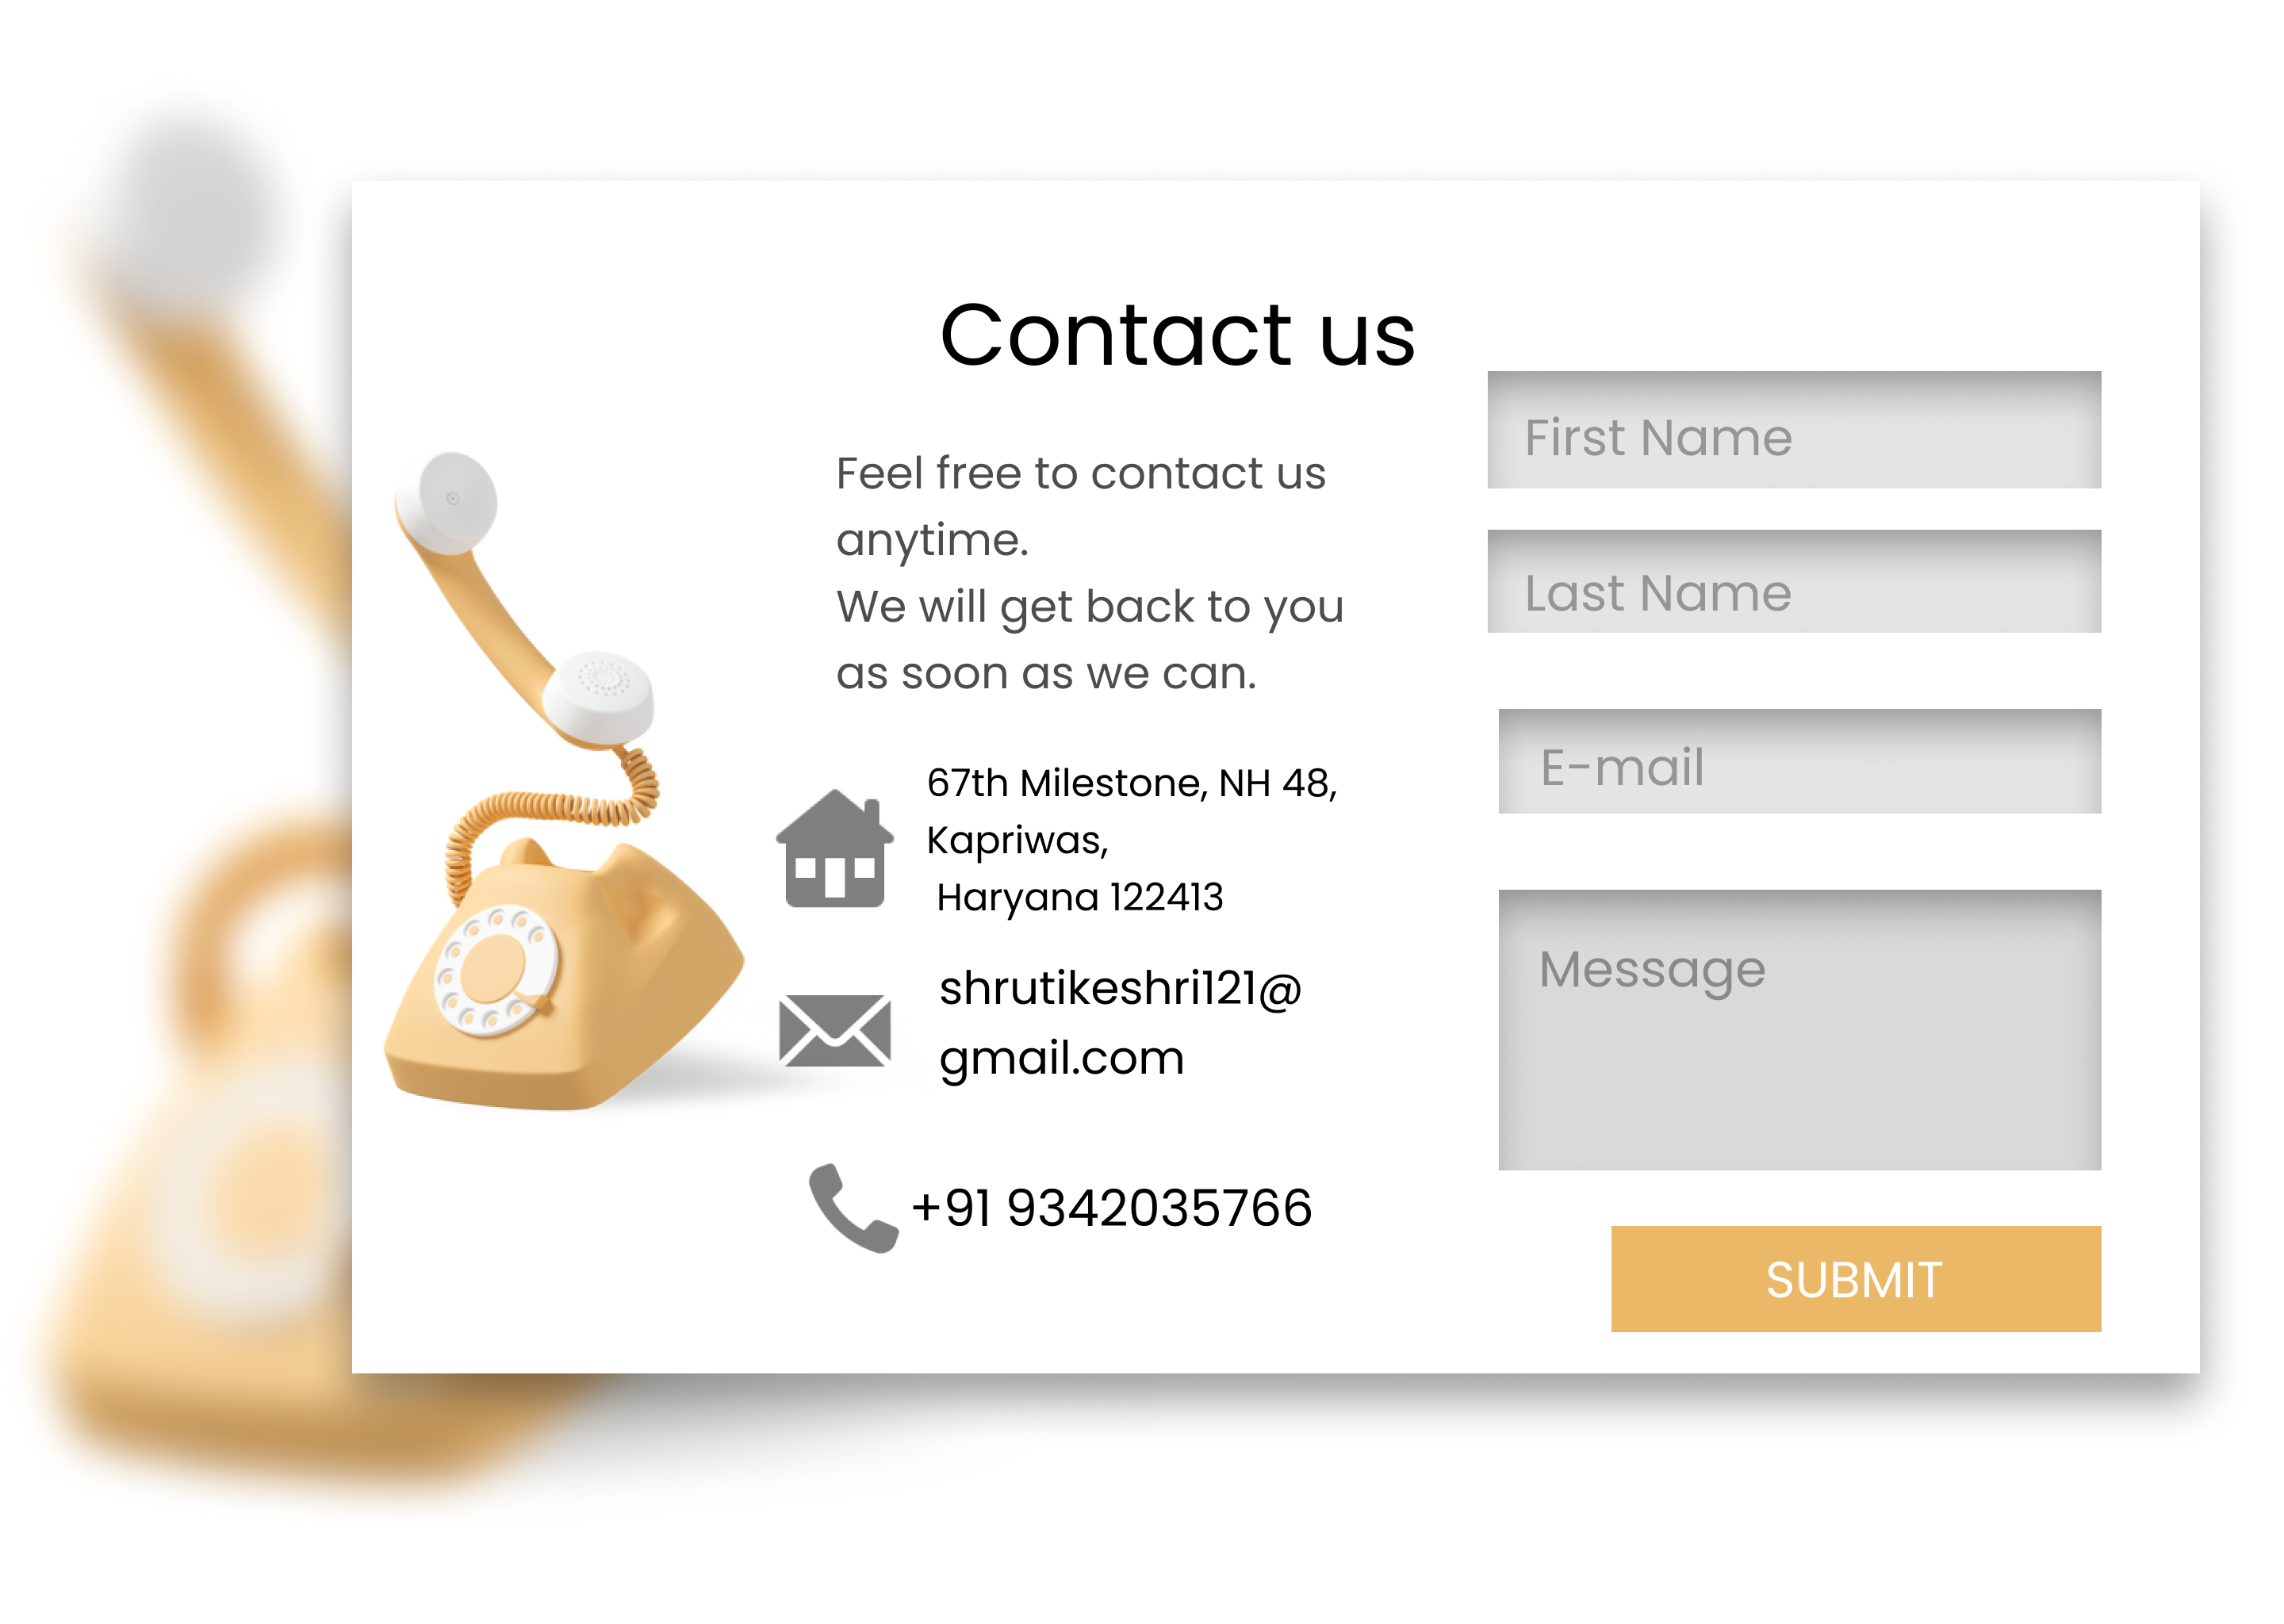 Contact us
Feel free to contact us
anytime.
We will get back to you
as soon as we can.
67th Milestone, NH 48,
Kapriwas,
Haryana 122413
shrutikeshri121@
gmail.com
+91 9342035766
First Name
Last Name
E-mail
Message
SUBMIT